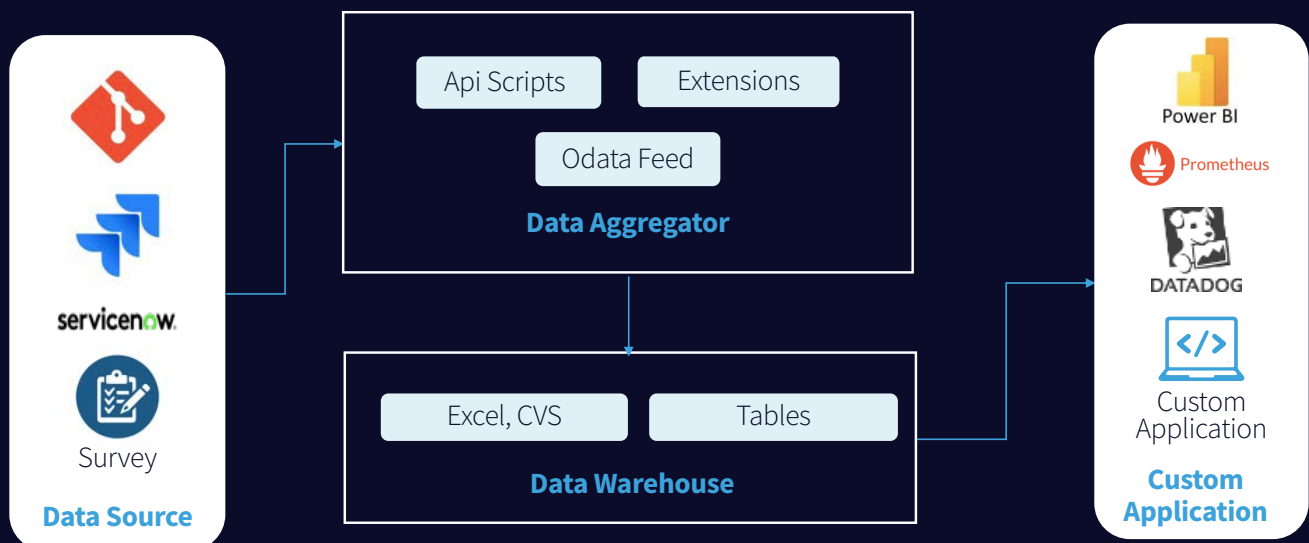 servicenow.
Survey
Data Source
Api Scripts
Extensions
Odata Feed
Data Aggregator
Excel, CVS
Tables
Data Warehouse
Power BI
Prometheus
DATADOG
</>
Custom
Application
Custom
Application